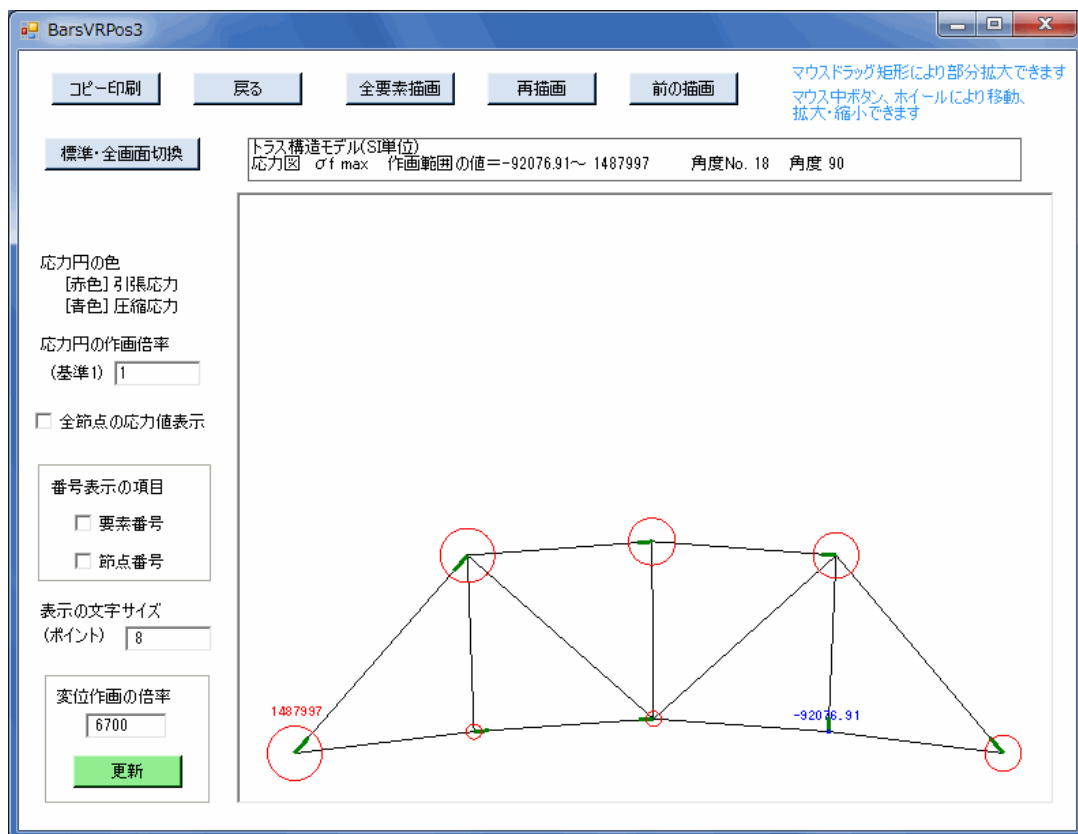 BarsVRPos3
コピー印刷
戻る
全要素描画
再描画
前の描画
マウスドラッグ矩形により部分拡大できます
マウス中ボタン、ホイールにより移動、
拡大・縮小できます
標準・全画面切換
トラス構造モデル(SI単位)
応力図 σf max 作画範囲の値=-92076.91～ 1487997 角度No. 18 角度 90
応力円の色
[赤色] 引張応力
[青色] 圧縮応力
応力円の作画倍率
(基準1) 1
全節点の応力値表示
番号表示の項目
要素番号
節点番号
表示の文字サイズ
(ポイント) 8
変位作画の倍率
6700
更新
1487997
-92076.91